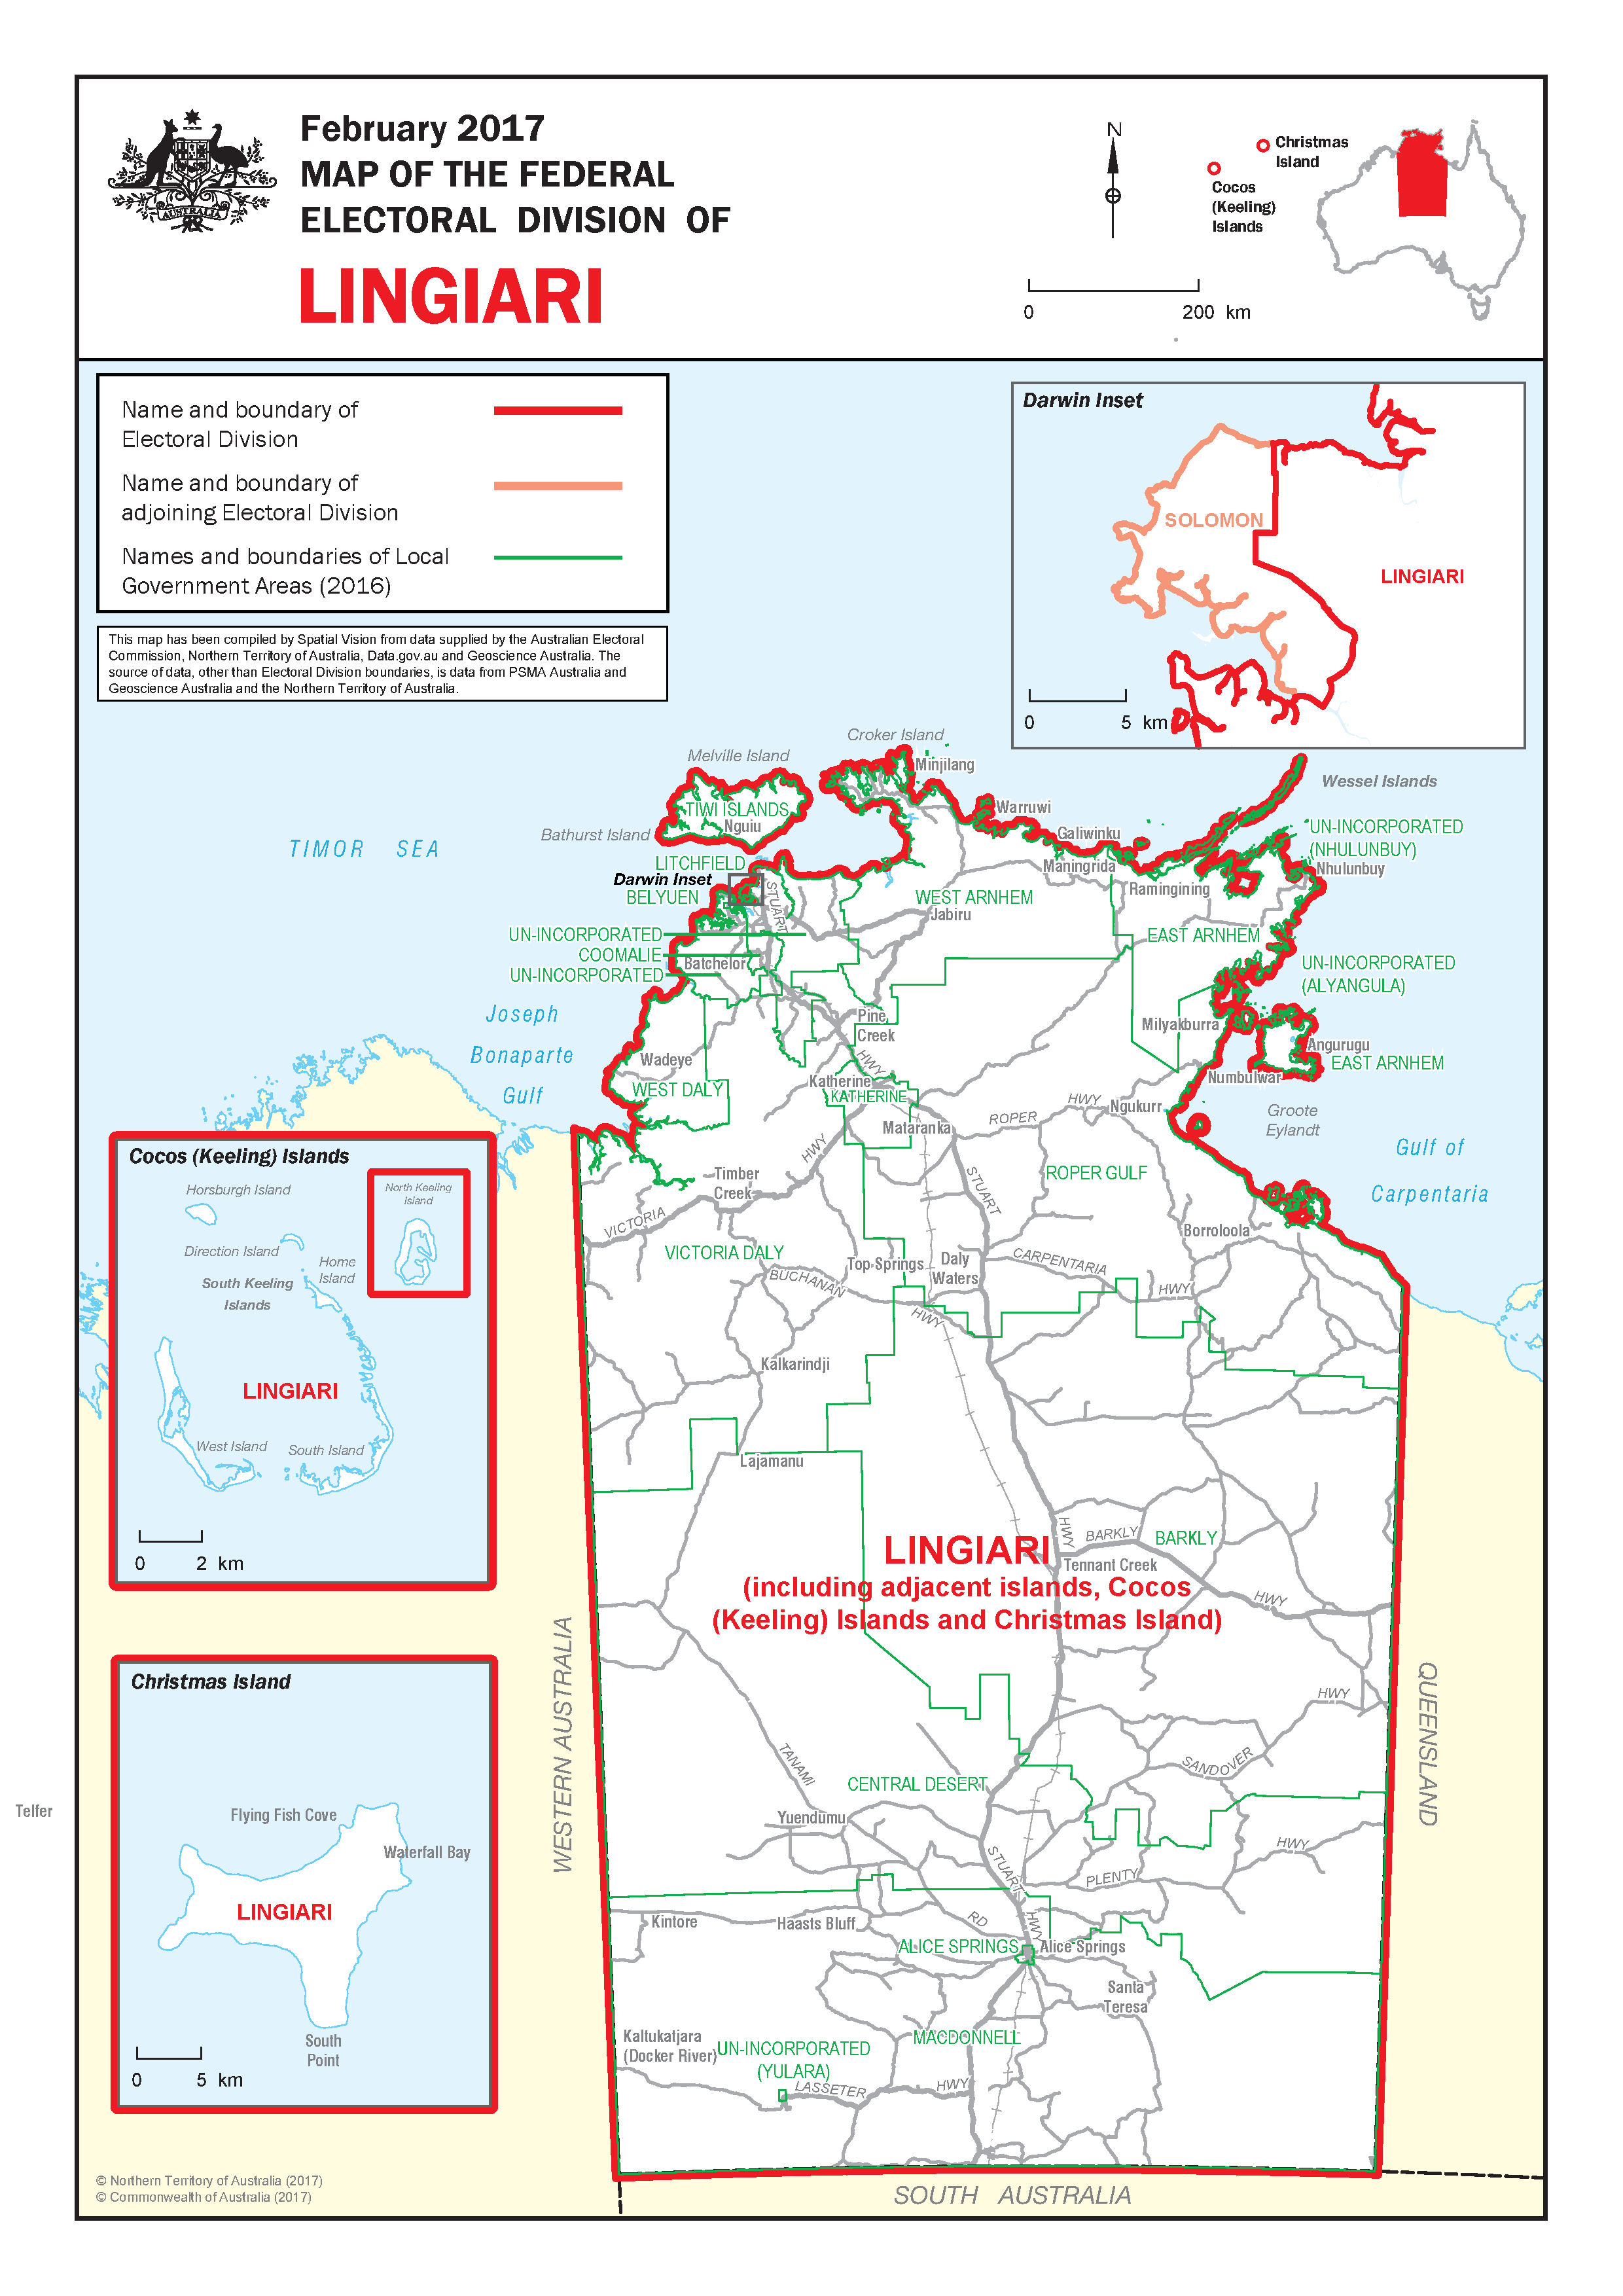 February 2017
MAP OF THE FEDERAL
ELECTORAL DIVISION OF
LINGIARI
AUSTRALIA
N
Christmas
Island
Cocos
(Keeling)
Islands
0 200 km
Name and boundary of
Electoral Division
Name and boundary of
adjoining Electoral Division
Names and boundaries of Local
Government Areas (2016)
This map has been compiled by Spatial Vision from data supplied by the Australian Electoral
Commission, Northern Territory of Australia, Data.gov.au and Geoscience Australia. The
source of data, other than Electoral Division boundaries, is data from PSMA Australia and
Geoscience Australia and the Northern Territory of Australia.
Darwin Inset
SOLOMON
LINGIARI
0 5 km
Croker Island
Melville Island
Minjilang
Wessel Islands
TIWI ISLANDS
Warruwi
Nguiu
Bathurst Island
Galiwinku
UN-INCORPORATED
(NHULUNBUY)
TIMOR SEA
LITCHFIELD
Maningrida
Nhulunbuy
Darwin Inset
STUART
Ramingining
BELYUEN
WEST ARNHEM
Jabiru
UN-INCORPORATED
EAST ARNHEM
COOMALIE
Batchelor
UN-INCORPORATED
UN-INCORPORATED
(ALYANGULA)
Joseph
Bonaparte
Gulf
Pine
Creek
Milyakburra
HWY
Angurugu
EAST ARNHEM
Wadeye
Numbulwar
WEST DALY
Katherine
KATHERINE
HWY
Ngukurr
ROPER
Groote
Eylandt
Mataranka
HWY
Gulf of
Carpentaria
Timber
Creek
STUART
ROPER GULF
VICTORIA
Borroloola
VICTORIA DALY
Top Springs
Daly
Waters
CARPENTARIA
BUCHANAN
HWY
HWY
Kalkarindji
Lajamanu
HWY
BARKLY
BARKLY
LINGIARI
(including adjacent islands, Cocos
(Keeling) Islands and Christmas Island)
Tennant Creek
HWY
WESTERN AUSTRALIA
QUEENSLAND
HWY
TANAMI
SANDOVER
CENTRAL DESERT
Yuendumu
HWY
STUART
PLENTY
Kintore
Haasts Bluff
RD
HWY
ALICE SPRINGS
Alice Springs
Santa
Teresa
Kaltukatjara
(Docker River)
MACDONNELL
UN-INCORPORATED
(YULARA)
LASSETER
HWY
SOUTH AUSTRALIA
Cocos (Keeling) Islands
Horsburgh Island
North Keeling
Island
Direction Island
Home
Island
South Keeling
Islands
LINGIARI
West Island
South Island
0 2 km
Christmas Island
Telfer
Flying Fish Cove
Waterfall Bay
LINGIARI
South
Point
0 5 km
© Northern Territory of Australia (2017)
© Commonwealth of Australia (2017)